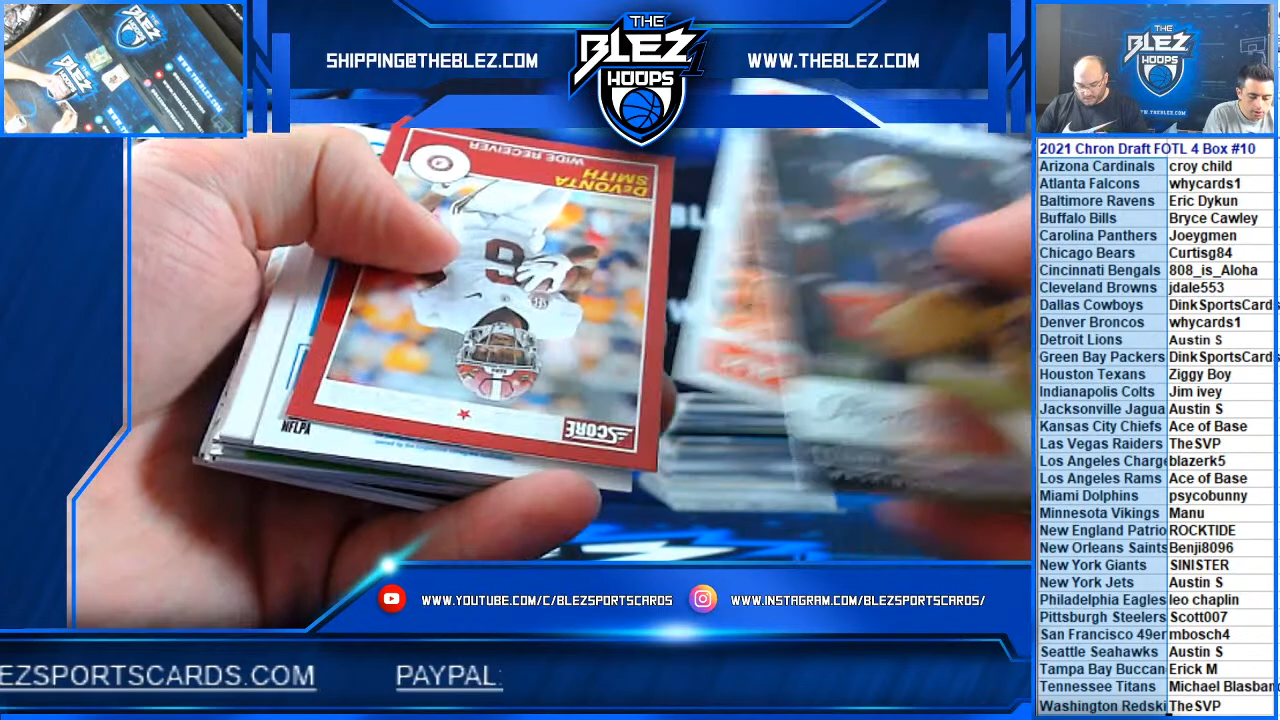 SHIPPING@THEBLEZ.COM
THE
BLEZ
HOOPS
WWW.THEBLEZ.COM
THE
BLEZ
WWW.THEBLEZ.COM
WIDE RECEIVER
DEVONTA
SMITH
6
SCORE
NFLPA
2021 Chron Draft FOTL 4 Box #10
Arizona Cardinals croy child
Atlanta Falcons whycards1
Baltimore Ravens Eric Dykun
Buffalo Bills Bryce Cawley
Carolina Panthers Joeygmen
Chicago Bears Curtisg84
Cincinnati Bengals 808_is_Aloha
Cleveland Browns jdale553
Dallas Cowboys DinkSportsCards
Denver Broncos whycards1
Detroit Lions Austin S
Green Bay Packers DinkSportsCards
Houston Texans Ziggy Boy
Indianapolis Colts Jim ivey
Jacksonville Jagua Austin S
Kansas City Chiefs Ace of Base
Las Vegas Raiders TheSVP
Los Angeles Charge blazerk5
Los Angeles Rams Ace of Base
Miami Dolphins psycobunny
Minnesota Vikings Manu
New England Patrio ROCKTIDE
New Orleans Saints Benji8096
New York Giants SINISTER
New York Jets Austin S
Philadelphia Eagles leo chaplin
Pittsburgh Steelers Scott007
San Francisco 49er mbosch4
Seattle Seahawks Austin S
Tampa Bay Buccan Erick M
Tennessee Titans Michael Blasban
Washington Redski TheSVP
WWW.YOUTUBE.COM/C/BLEZSPORTSCARDS
WWW.INSTAGRAM.COM/BLEZSPORTSCARDS/
EZSPORTSCARDS.COM
PAYPAL: